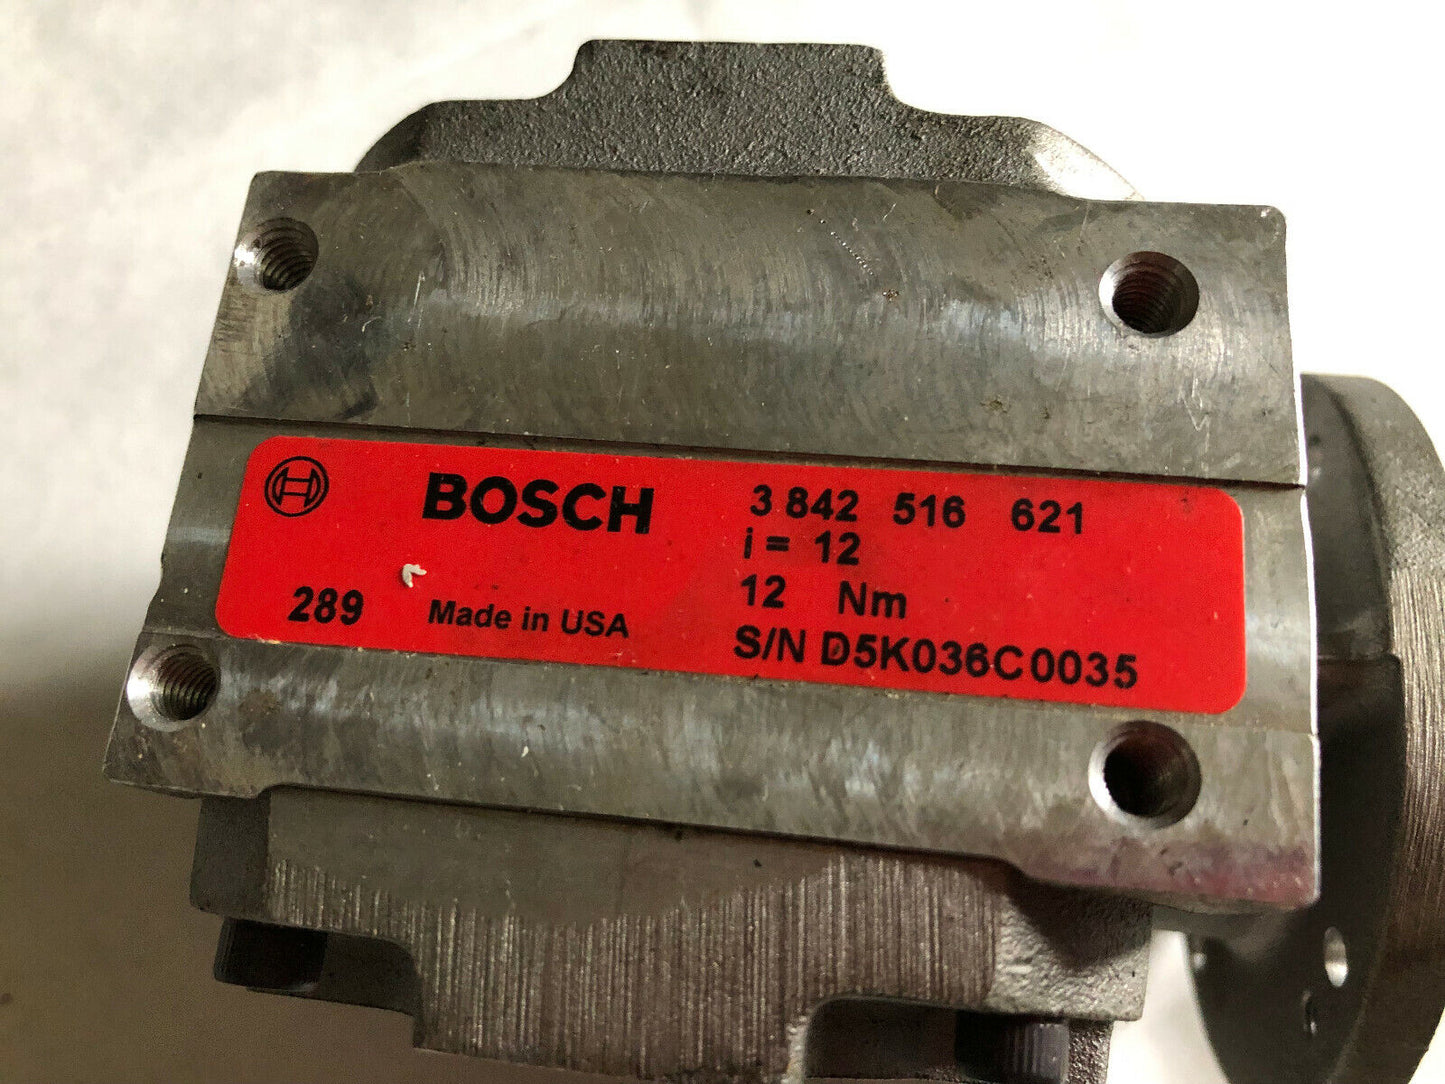 BOSCH 3 842 516 621
i = 12
12 Nm
289 Made in USA S/N D5K036C0035